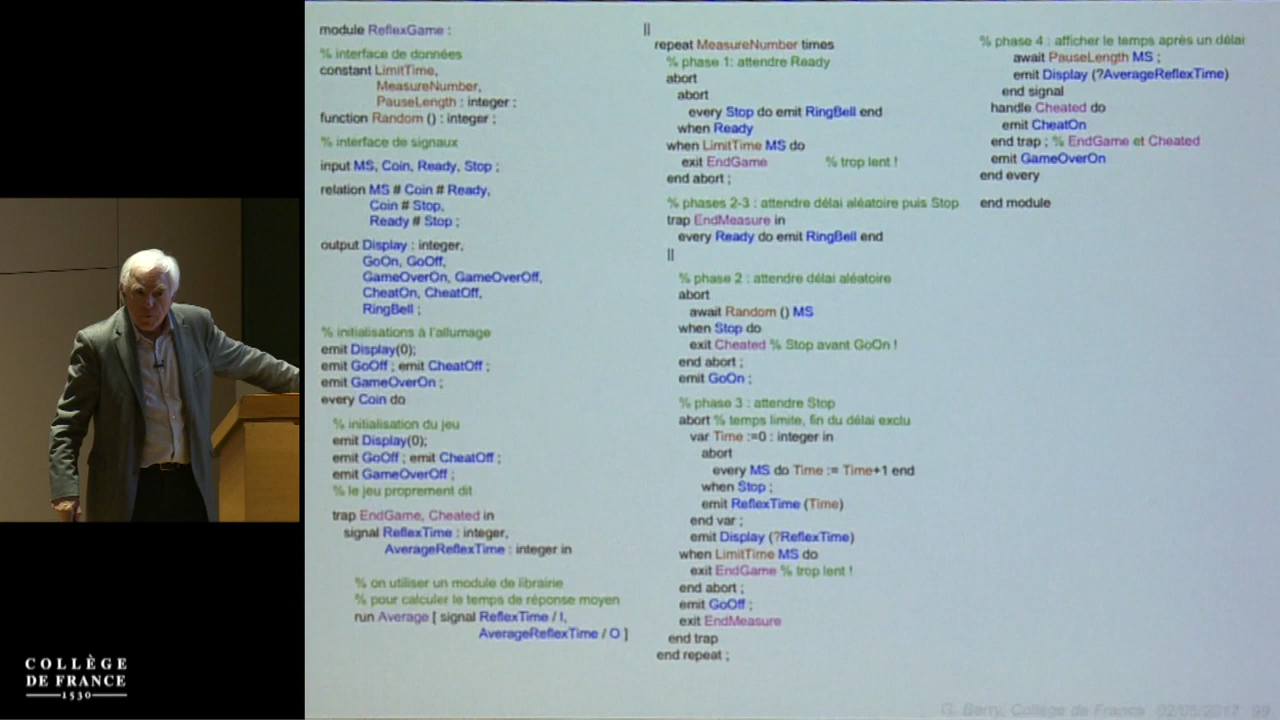 module ReflexGame :
% interface de données
constant LimitTime,
MeasureNumber,
PauseLength : integer ;
function Random () : integer ;
% interface de signaux
input MS, Coin, Ready, Stop ;
relation MS # Coin # Ready,
Coin # Stop,
Ready # Stop ;
output Display : integer,
GoOn, GoOff,
GameOverOn, GameOverOff,
CheatOn, CheatOff,
RingBell ;
% initialisations à l'allumage
emit Display(0);
emit GoOff ; emit CheatOff ;
emit GameOverOn ;
every Coin do
% initialisation du jeu
emit Display(0);
emit GoOff ; emit CheatOff ;
emit GameOverOff ;
% le jeu proprement dit
trap EndGame, Cheated in
signal ReflexTime : integer,
AverageReflexTime : integer in
% on utiliser un module de librairie
% pour calculer le temps de réponse moyen
run Average [ signal ReflexTime / I,
AverageReflexTime / O ]
||
repeat MeasureNumber times
% phase 1: attendre Ready
abort
abort
every Stop do emit RingBell end
when Ready
when LimitTime MS do
exit EndGame % trop lent !
end abort ;
% phases 2-3 : attendre délai aléatoire puis Stop
trap EndMeasure in
every Ready do emit RingBell end
||
% phase 2 : attendre délai aléatoire
abort
await Random () MS
when Stop do
exit Cheated % Stop avant GoOn !
end abort ;
emit GoOn ;
% phase 3 : attendre Stop
abort % temps limite, fin du délai exclu
var Time :=0 : integer in
abort
every MS do Time := Time+1 end
when Stop ;
emit ReflexTime (Time)
end var ;
emit Display (?ReflexTime)
when LimitTime MS do
exit EndGame % trop lent !
end abort ;
emit GoOff ;
exit EndMeasure
end trap
end repeat ;
% phase 4 : afficher le temps après un délai
await PauseLength MS ;
emit Display (?AverageReflexTime)
end signal
handle Cheated do
emit CheatOn
end trap ; % EndGame et Cheated
emit GameOverOn
end every
end module
G. Berry, Collège de France 02/05/2017 99
COLLÈGE
DE FRANCE
1530